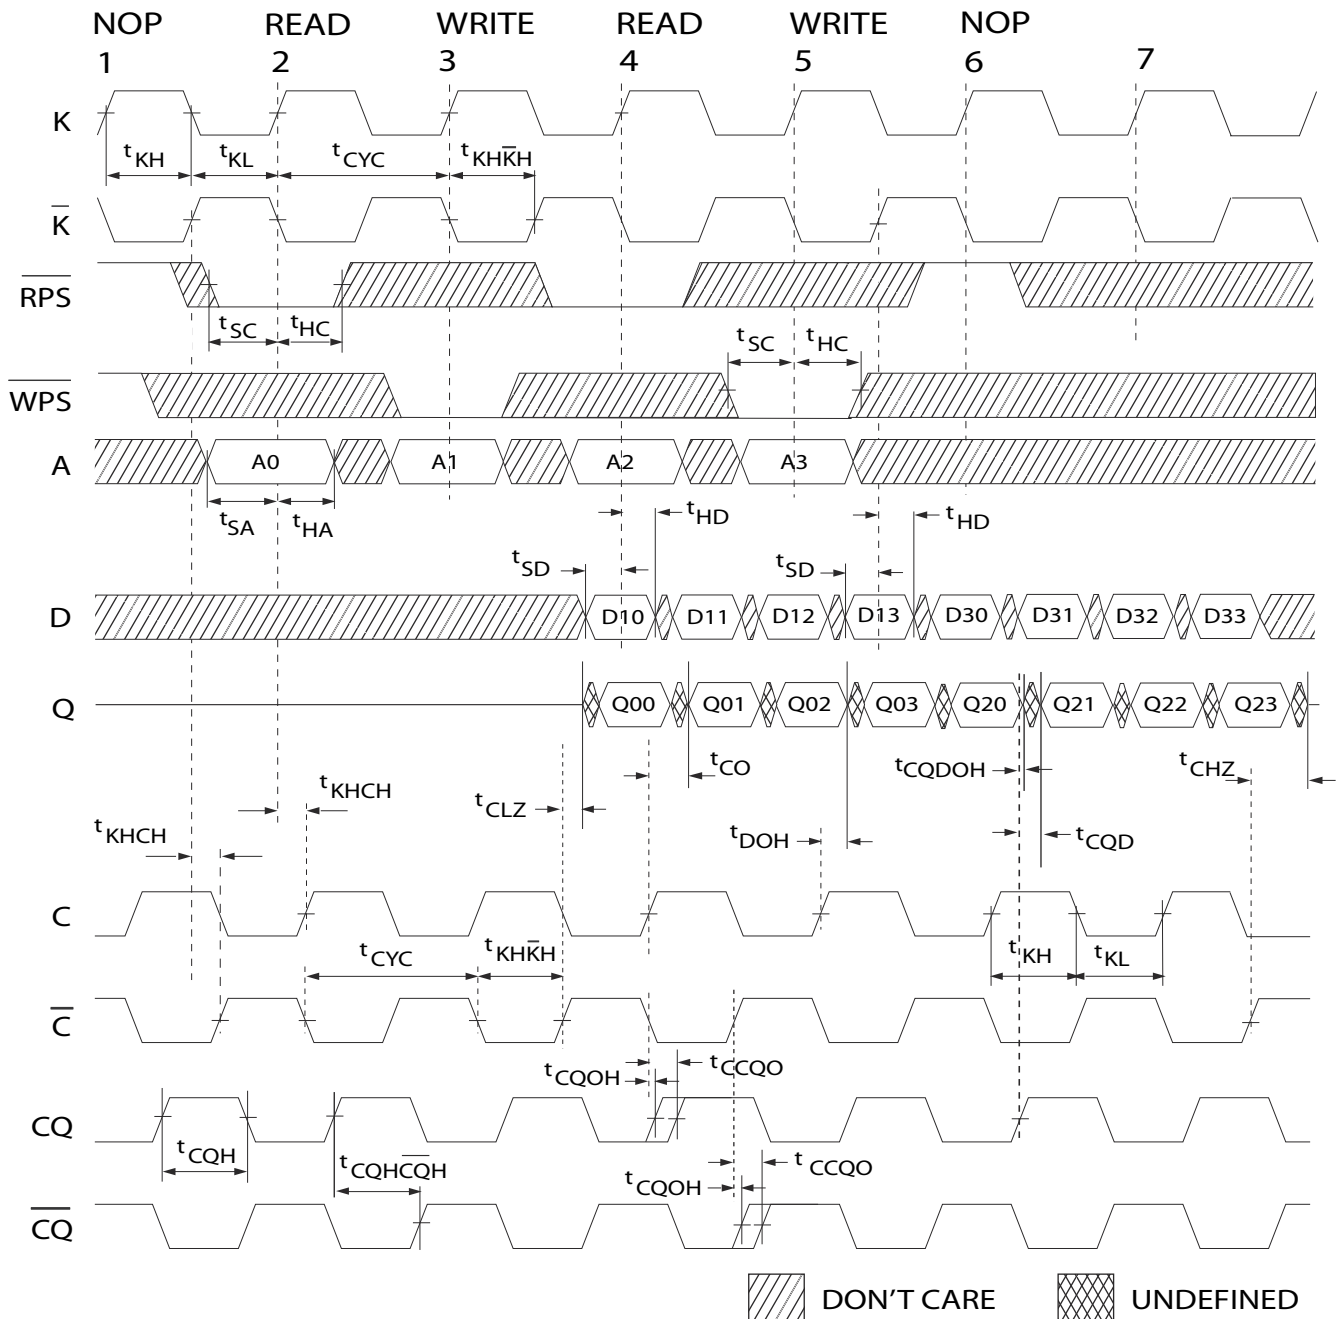 NOP READ WRITE READ WRITE NOP
1 2 3 4 5 6 7
K
tKH tKL tCYC tKHK̅H
K̅
R̅P̅S̅
tSC tHC tSC tHC
W̅P̅S̅
A A0 A1 A2 A3
tSA tHA tHD tHD
tSD tSD
D D10 D11 D12 D13 D30 D31 D32 D33
Q Q00 Q01 Q02 Q03 Q20 Q21 Q22 Q23
tKHCH tCLZ tCO tCQDOH tCHZ
tKHCH tDOH tCQD
C
tCYC tKHK̅H tKH tKL
C̅
tCQOH tCCQO
CQ
tCQH tCQHC̅Q̅H tCQOH tCCQO
C̅Q̅
DON'T CARE UNDEFINED